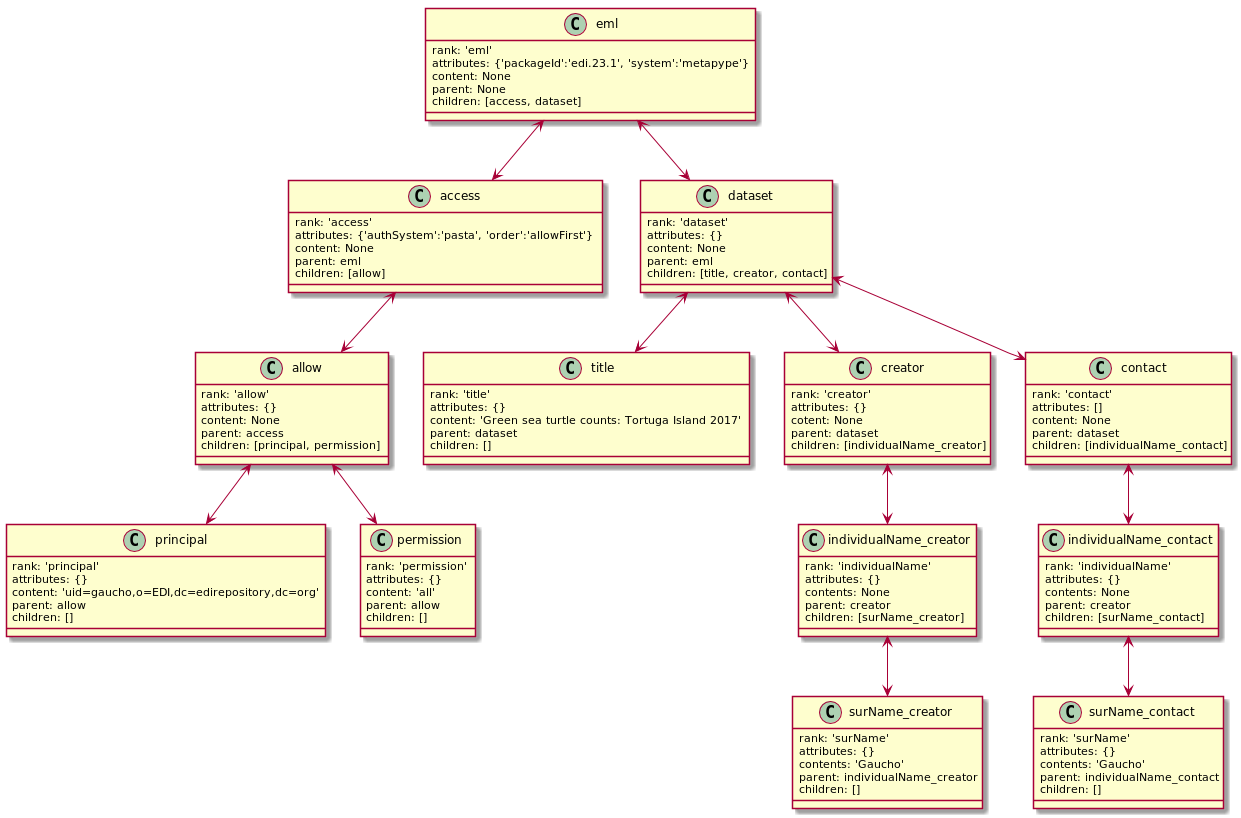 C eml
rank: 'eml'
attributes: {'packageId':'edi.23.1', 'system':'metapype'}
content: None
parent: None
children: [access, dataset]
C access
rank: 'access'
attributes: {'authSystem':'pasta', 'order':'allowFirst'}
content: None
parent: eml
children: [allow]
C dataset
rank: 'dataset'
attributes: {}
content: None
parent: eml
children: [title, creator, contact]
C allow
rank: 'allow'
attributes: {}
content: None
parent: access
children: [principal, permission]
C title
rank: 'title'
attributes: {}
content: 'Green sea turtle counts: Tortuga Island 2017'
parent: dataset
children: []
C creator
rank: 'creator'
attributes: {}
cotent: None
parent: dataset
children: [individualName_creator]
C contact
rank: 'contact'
attributes: []
content: None
parent: dataset
children: [individualName_contact]
C principal
rank: 'principal'
attributes: {}
content: 'uid=gaucho,o=EDI,dc=edirepository,dc=org'
parent: allow
children: []
C permission
rank: 'permission'
attributes: {}
content: 'all'
parent: allow
children: []
C individualName_creator
rank: 'individualName'
attributes: {}
contents: None
parent: creator
children: [surName_creator]
C individualName_contact
rank: 'individualName'
attributes: {}
contents: None
parent: creator
children: [surName_contact]
C surName_creator
rank: 'surName'
attributes: {}
contents: 'Gaucho'
parent: individualName_creator
children: []
C surName_contact
rank: 'surName'
attributes: {}
contents: 'Gaucho'
parent: individualName_contact
children: []